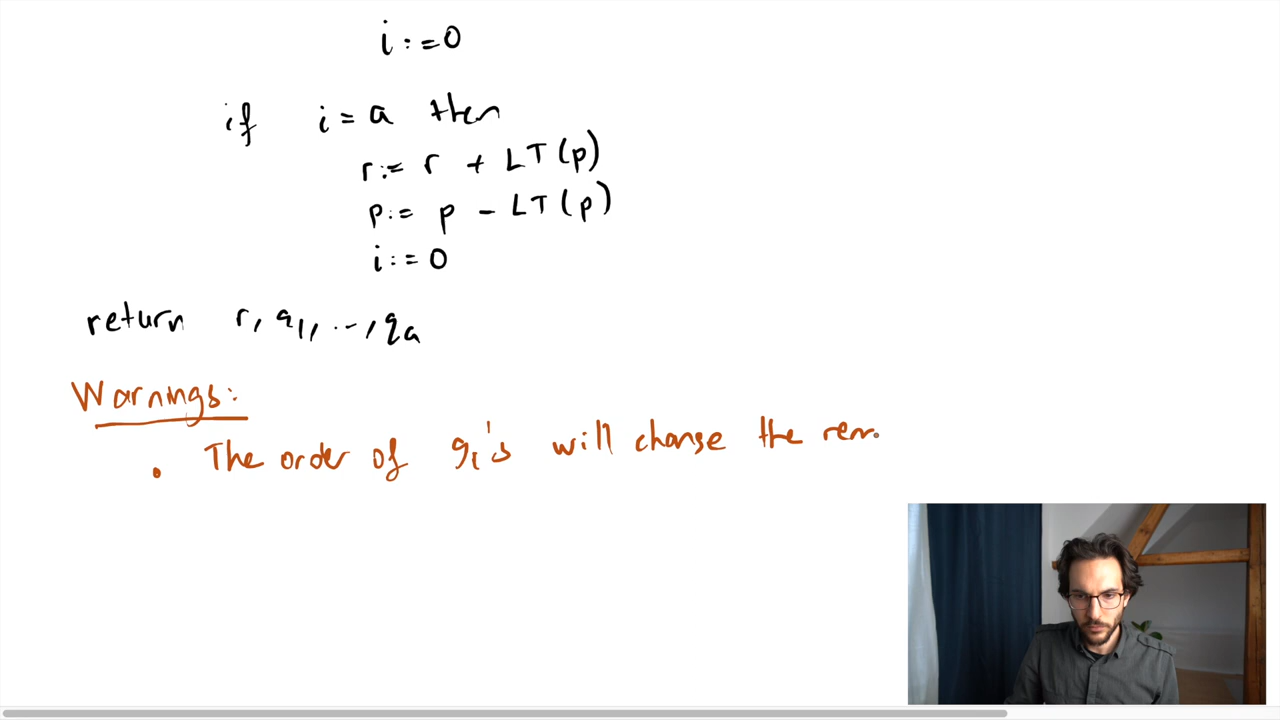 i := 0
if i = a then
r := r + LT(p)
p := p - LT(p)
i := 0
return r, q1, ..., qa
Warnings:
• The order of gi's will change the rem.